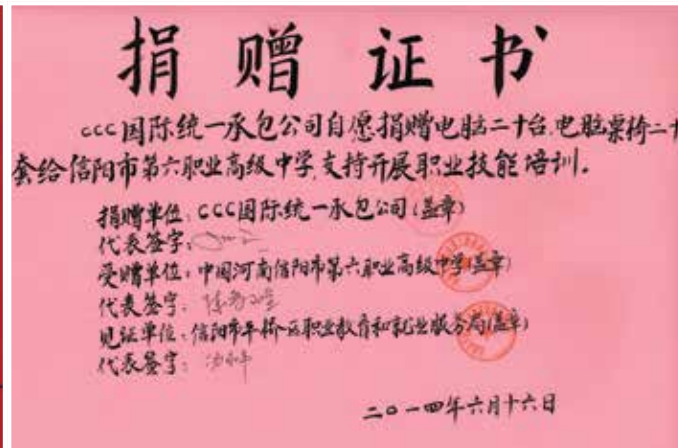 捐赠证书
ccc国际统一承包公司自愿捐赠电脑二十台.电脑桌椅二十
套给信阳市第六职业高级中学,支持开展职业技能培训.
捐赠单位:CCC国际统一承包公司(盖章)
代表签字:
受赠单位:中国河南信阳市第六职业高级中学(盖章)
代表签字:
见证单位:信阳市平桥区职业教育和就业服务局(盖章)
代表签字:
二〇一四年六月十六日